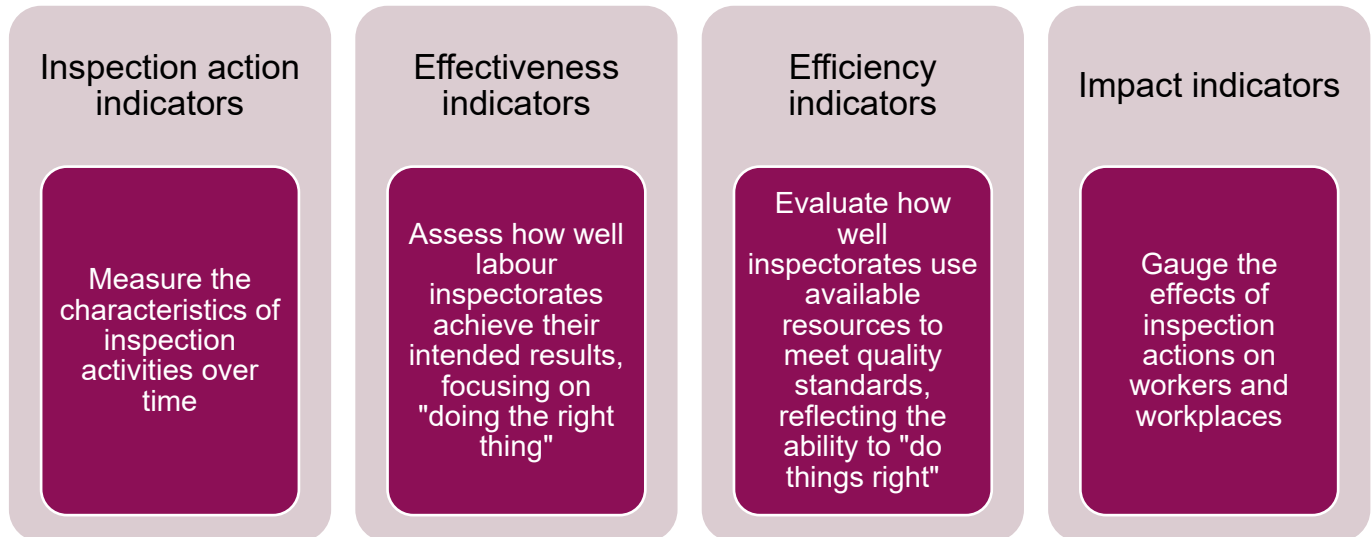 Inspection action
indicators
Measure the
characteristics of
inspection
activities over
time
Effectiveness
indicators
Assess how well
labour
inspectorates
achieve their
intended results,
focusing on
"doing the right
thing"
Efficiency
indicators
Evaluate how
well
inspectorates use
available
resources to
meet quality
standards,
reflecting the
ability to "do
things right"
Impact indicators
Gauge the
effects of
inspection
actions on
workers and
workplaces